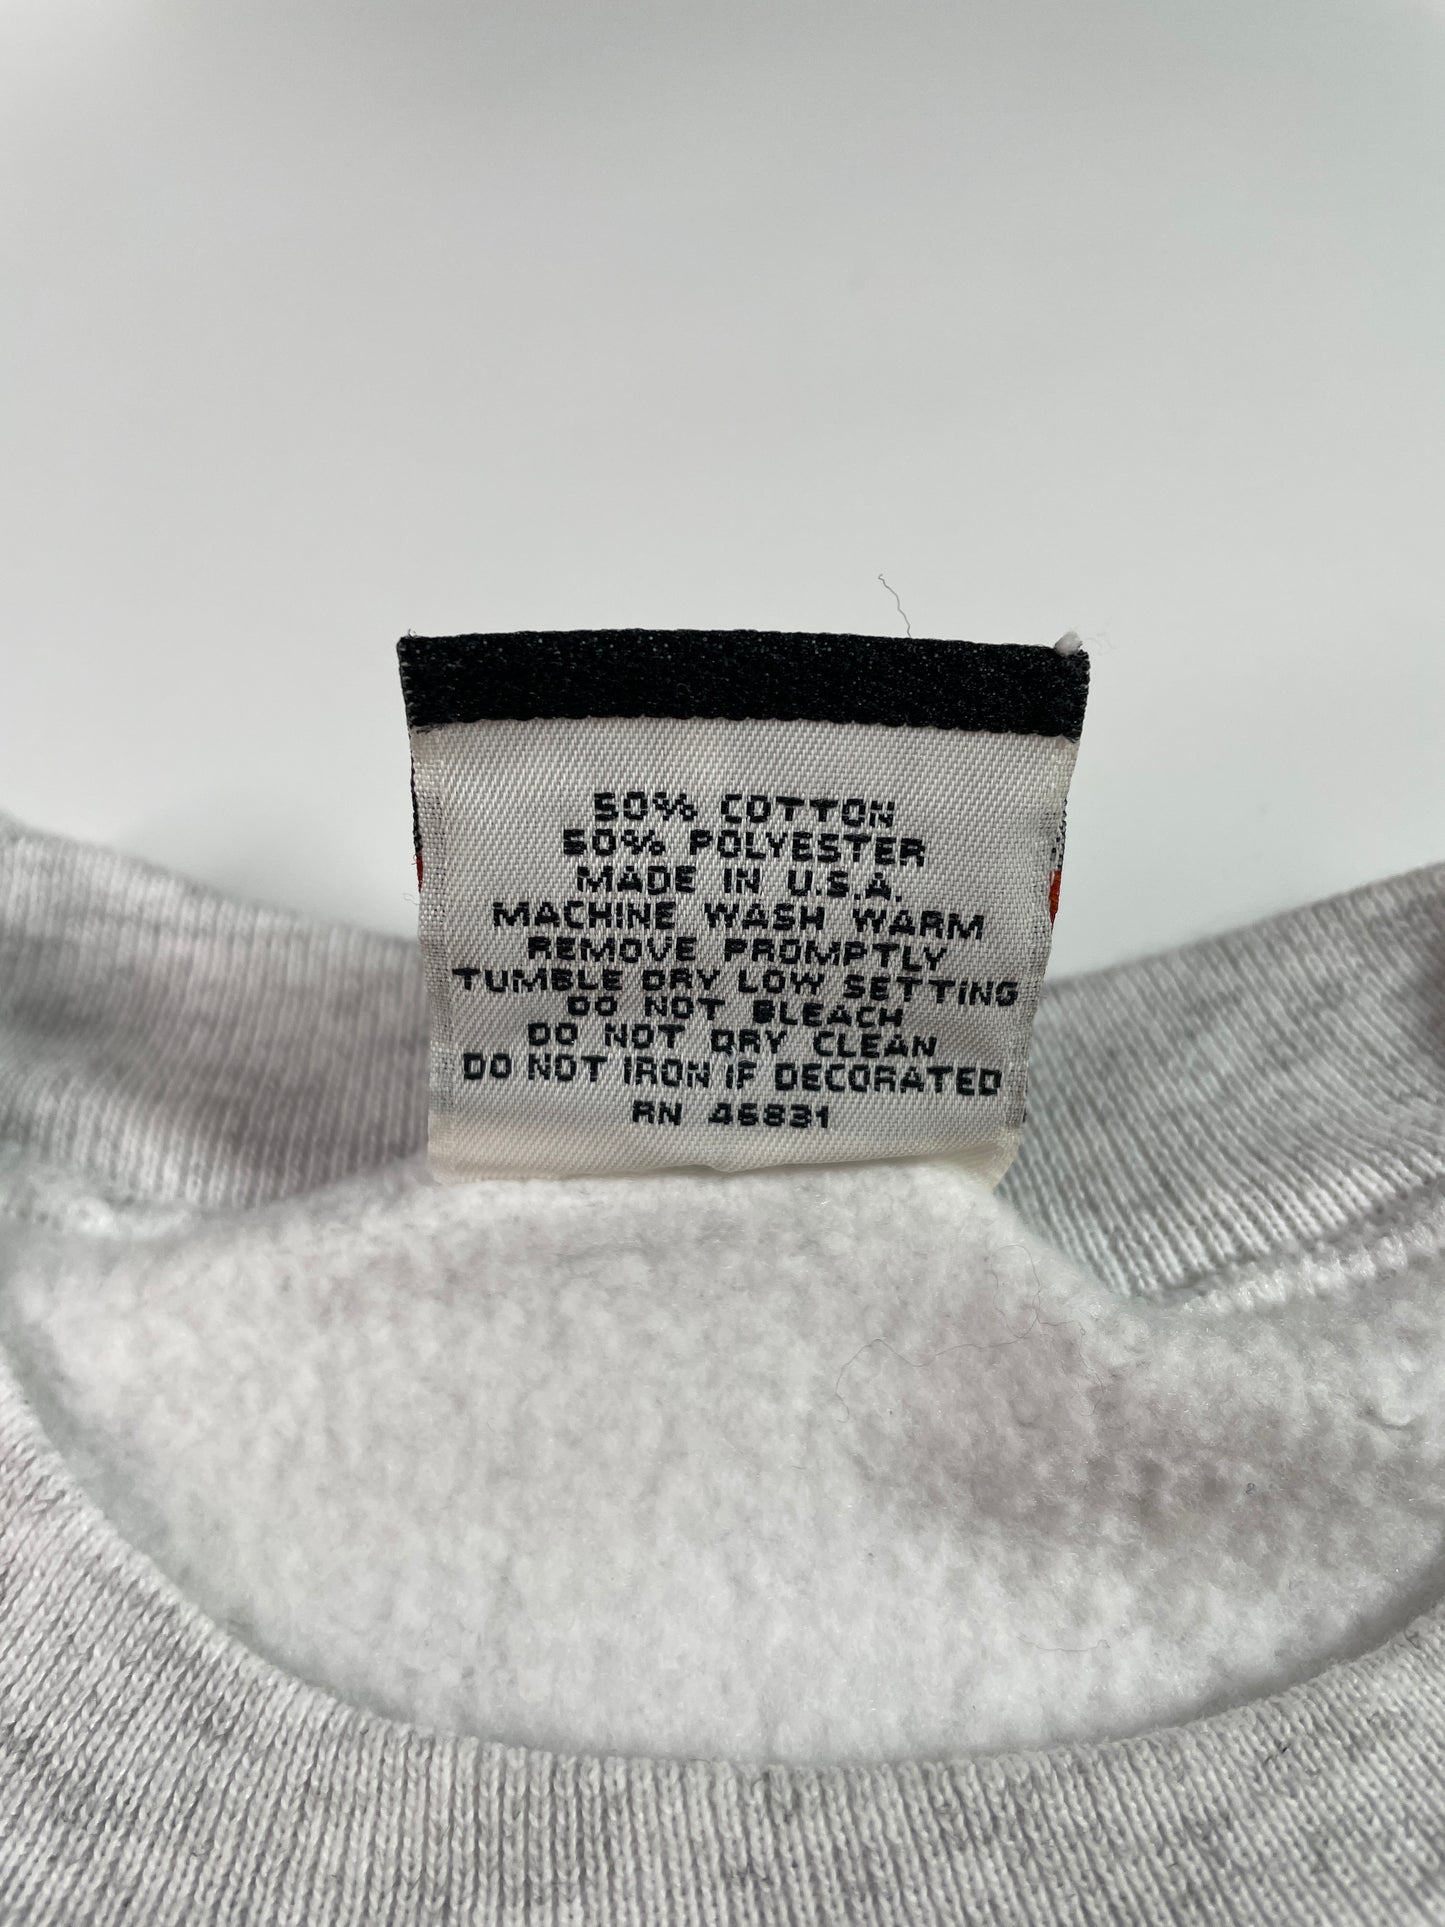 50% COTTON
50% POLYESTER
MADE IN U.S.A.
MACHINE WASH WARM
REMOVE PROMPTLY
TUMBLE DRY LOW SETTING
DO NOT BLEACH
DO NOT DRY CLEAN
DO NOT IRON IF DECORATED
RN 46831